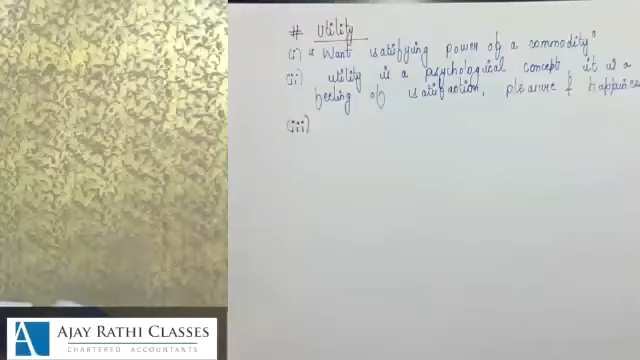 # Utility
(i) "Want satisfying power of a commodity"
(ii) utility is a psychological concept it is a
feeling of satisfaction, pleasure & happiness
(iii)
A
AJAY RATHI CLASSES
CHARTERED ACCOUNTANTS